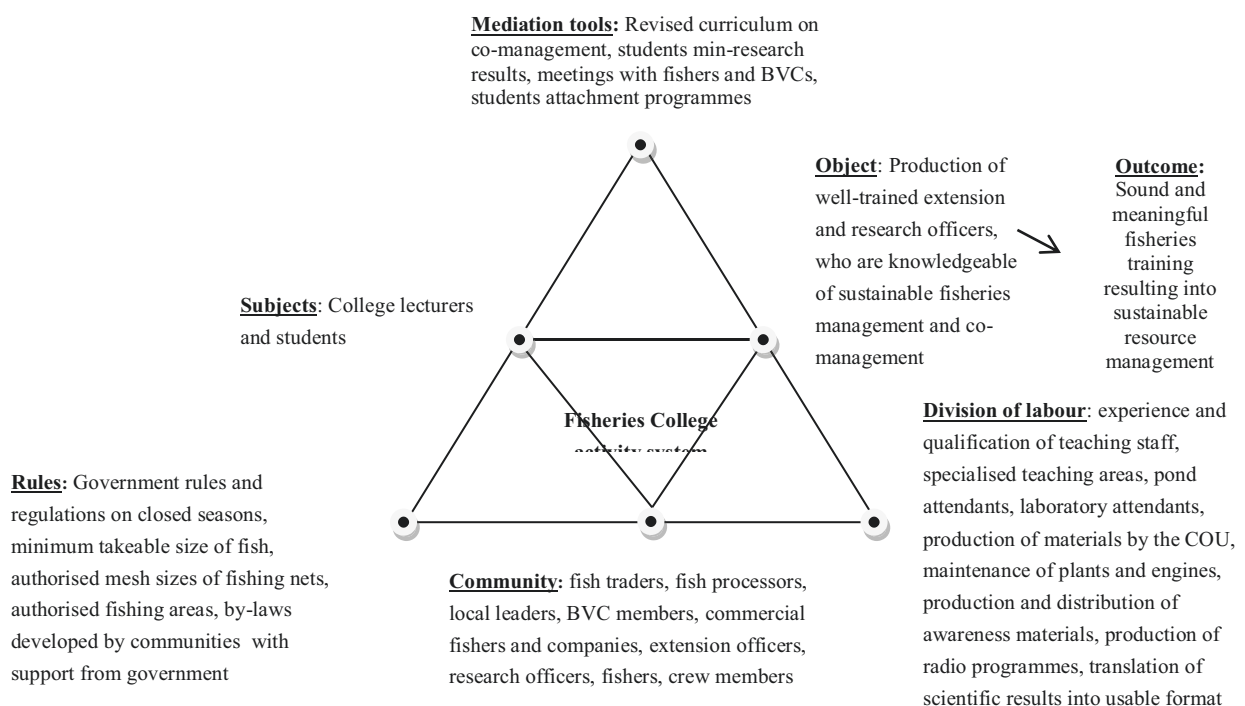 Mediation tools: Revised curriculum on
co-management, students min-research
results, meetings with fishers and BVCs,
students attachment programmes
Object: Production of
well-trained extension
and research officers,
who are knowledgeable
of sustainable fisheries
management and co-
management
Outcome:
Sound and
meaningful
fisheries
training
resulting into
sustainable
resource
management
Subjects: College lecturers
and students
Fisheries College
activity system
Division of labour: experience and
qualification of teaching staff,
specialised teaching areas, pond
attendants, laboratory attendants,
production of materials by the COU,
maintenance of plants and engines,
production and distribution of
awareness materials, production of
radio programmes, translation of
scientific results into usable format
Rules: Government rules and
regulations on closed seasons,
minimum takeable size of fish,
authorised mesh sizes of fishing nets,
authorised fishing areas, by-laws
developed by communities with
support from government
Community: fish traders, fish processors,
local leaders, BVC members, commercial
fishers and companies, extension officers,
research officers, fishers, crew members